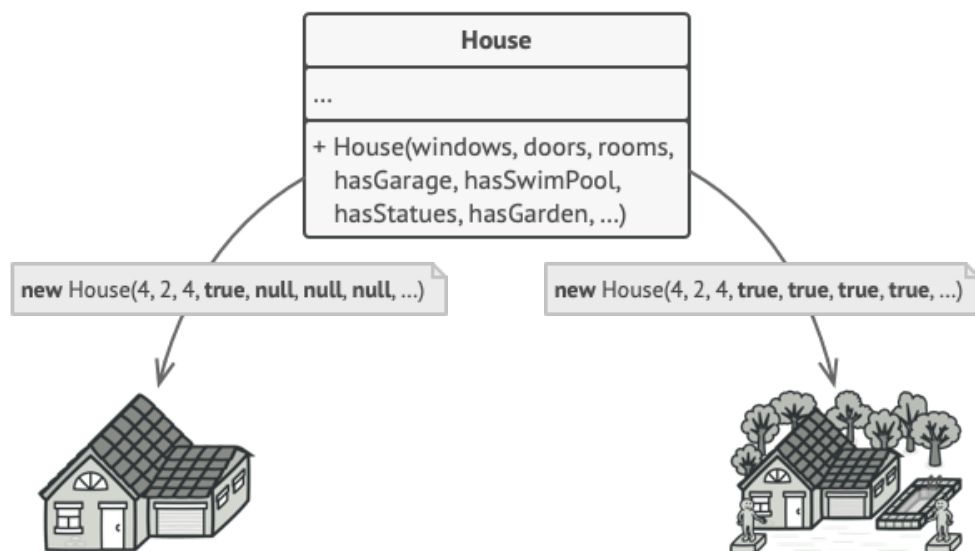 House
...
+ House(windows, doors, rooms,
hasGarage, hasSwimPool,
hasStatues, hasGarden, ...)
new House(4, 2, 4, true, null, null, null, ...)
new House(4, 2, 4, true, true, true, true, ...)